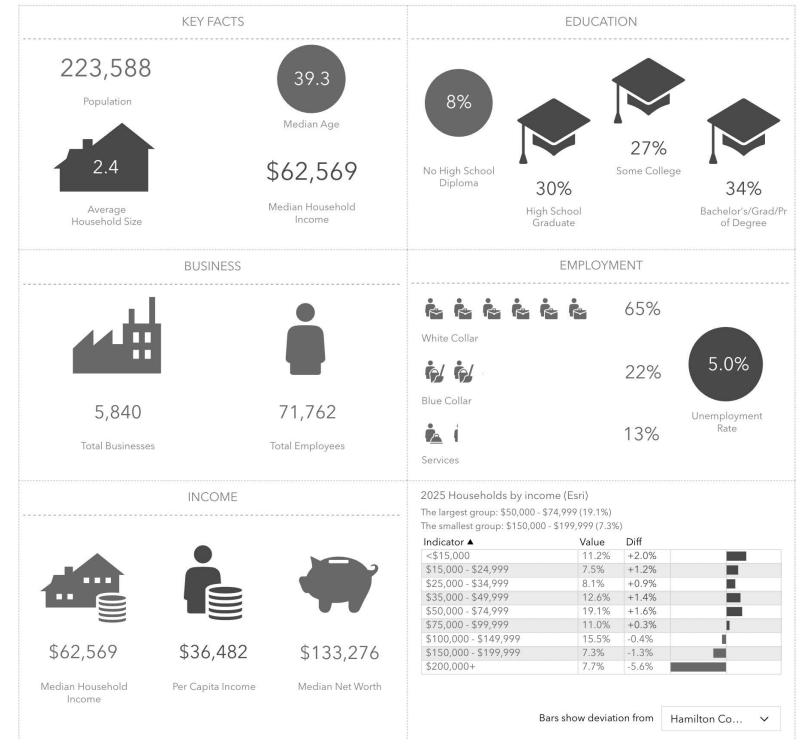 KEY FACTS
223,588
Population
39.3
Median Age
2.4
Average
Household Size
$62,569
Median Household
Income
EDUCATION
8%
No High School
Diploma
30%
High School
Graduate
27%
Some College
34%
Bachelor's/Grad/Pr
of Degree
BUSINESS
5,840
Total Businesses
71,762
Total Employees
EMPLOYMENT
65%
White Collar
22%
Blue Collar
13%
Services
5.0%
Unemployment
Rate
INCOME
$62,569
Median Household
Income
$36,482
Per Capita Income
$133,276
Median Net Worth
2025 Households by income (Esri)
The largest group: $50,000 - $74,999 (19.1%)
The smallest group: $150,000 - $199,999 (7.3%)
Indicator ▲ Value Diff
<$15,000 11.2% +2.0%
$15,000 - $24,999 7.5% +1.2%
$25,000 - $34,999 8.1% +0.9%
$35,000 - $49,999 12.6% +1.4%
$50,000 - $74,999 19.1% +1.6%
$75,000 - $99,999 11.0% +0.3%
$100,000 - $149,999 15.5% -0.4%
$150,000 - $199,999 7.3% -1.3%
$200,000+ 7.7% -5.6%
Bars show deviation from Hamilton Co...